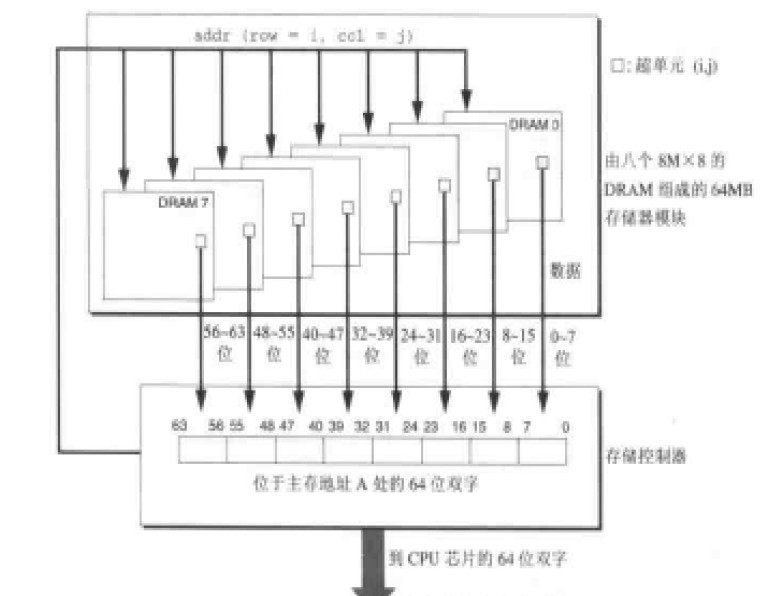 addr (row = i, col = j)
□:超单元 (i,j)
DRAM 0
由八个 8M×8 的
DRAM 组成的 64MB
存储器模块
DRAM 7
数据
56~63 48~55 40~47 32~39 24~31 16~23 8~15 0~7
位 位 位 位 位 位 位 位
63 56 55 48 47 40 39 32 31 24 23 16 15 8 7 0
存储控制器
位于主存地址 A 处的 64 位双字
到 CPU 芯片的 64 位双字